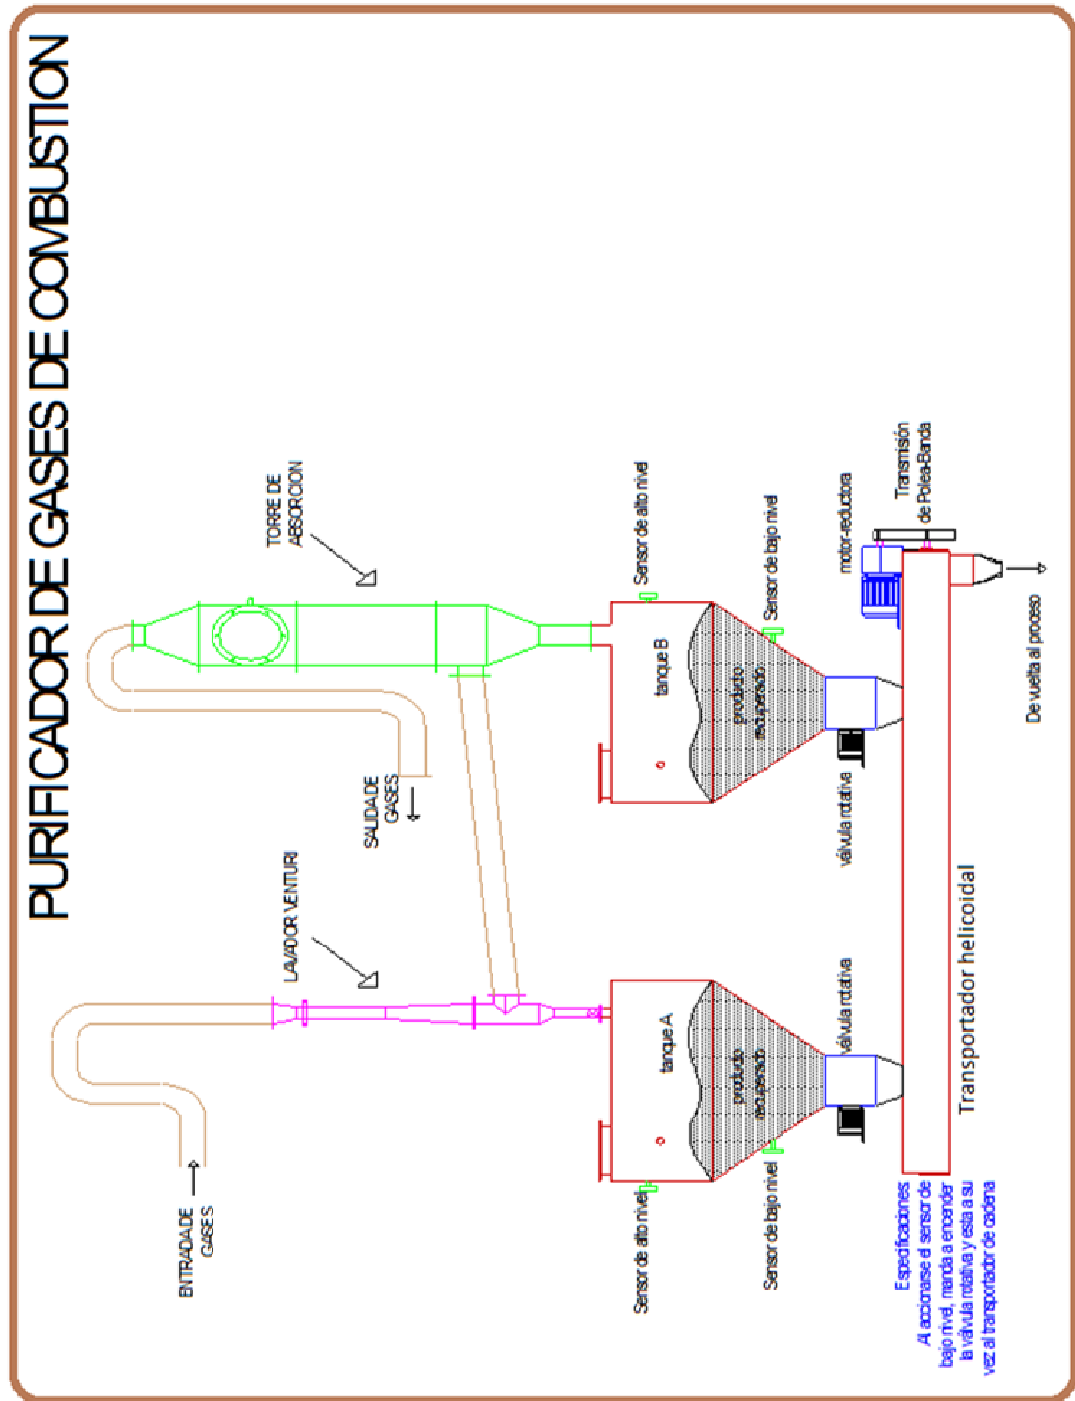 PURIFICADOR DE GASES DE COMBUSTION
ENTRADA DE
GASES
LAVADOR VENTURI
SALIDA DE
GASES
TORRE DE
ABSORCION
Sensor de alto nivel
tanque A
producto
recuperado
Sensor de bajo nivel
válvula rotativa
tanque B
producto
recuperado
Sensor de alto nivel
Sensor de bajo nivel
válvula rotativa
motor-reductora
Transmisión
de Polea-Banda
Transportador helicoidal
De vuelta al proceso
Especificaciones:
Al accionarse el sensor de
bajo nivel, manda a encender
la válvula rotativa y esta a su
vez al transportador de cadena